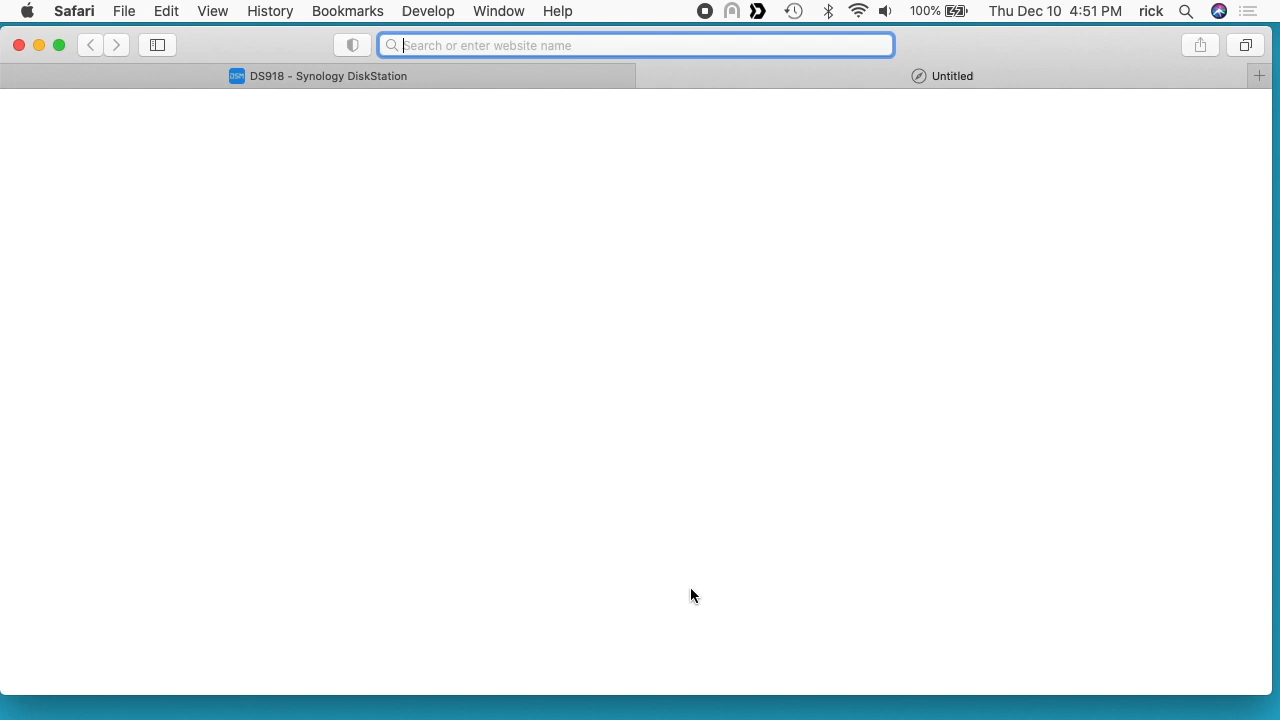 Safari File Edit View History Bookmarks Develop Window Help 100% Thu Dec 10 4:51 PM rick
Search or enter website name
DSM DS918 - Synology DiskStation Untitled